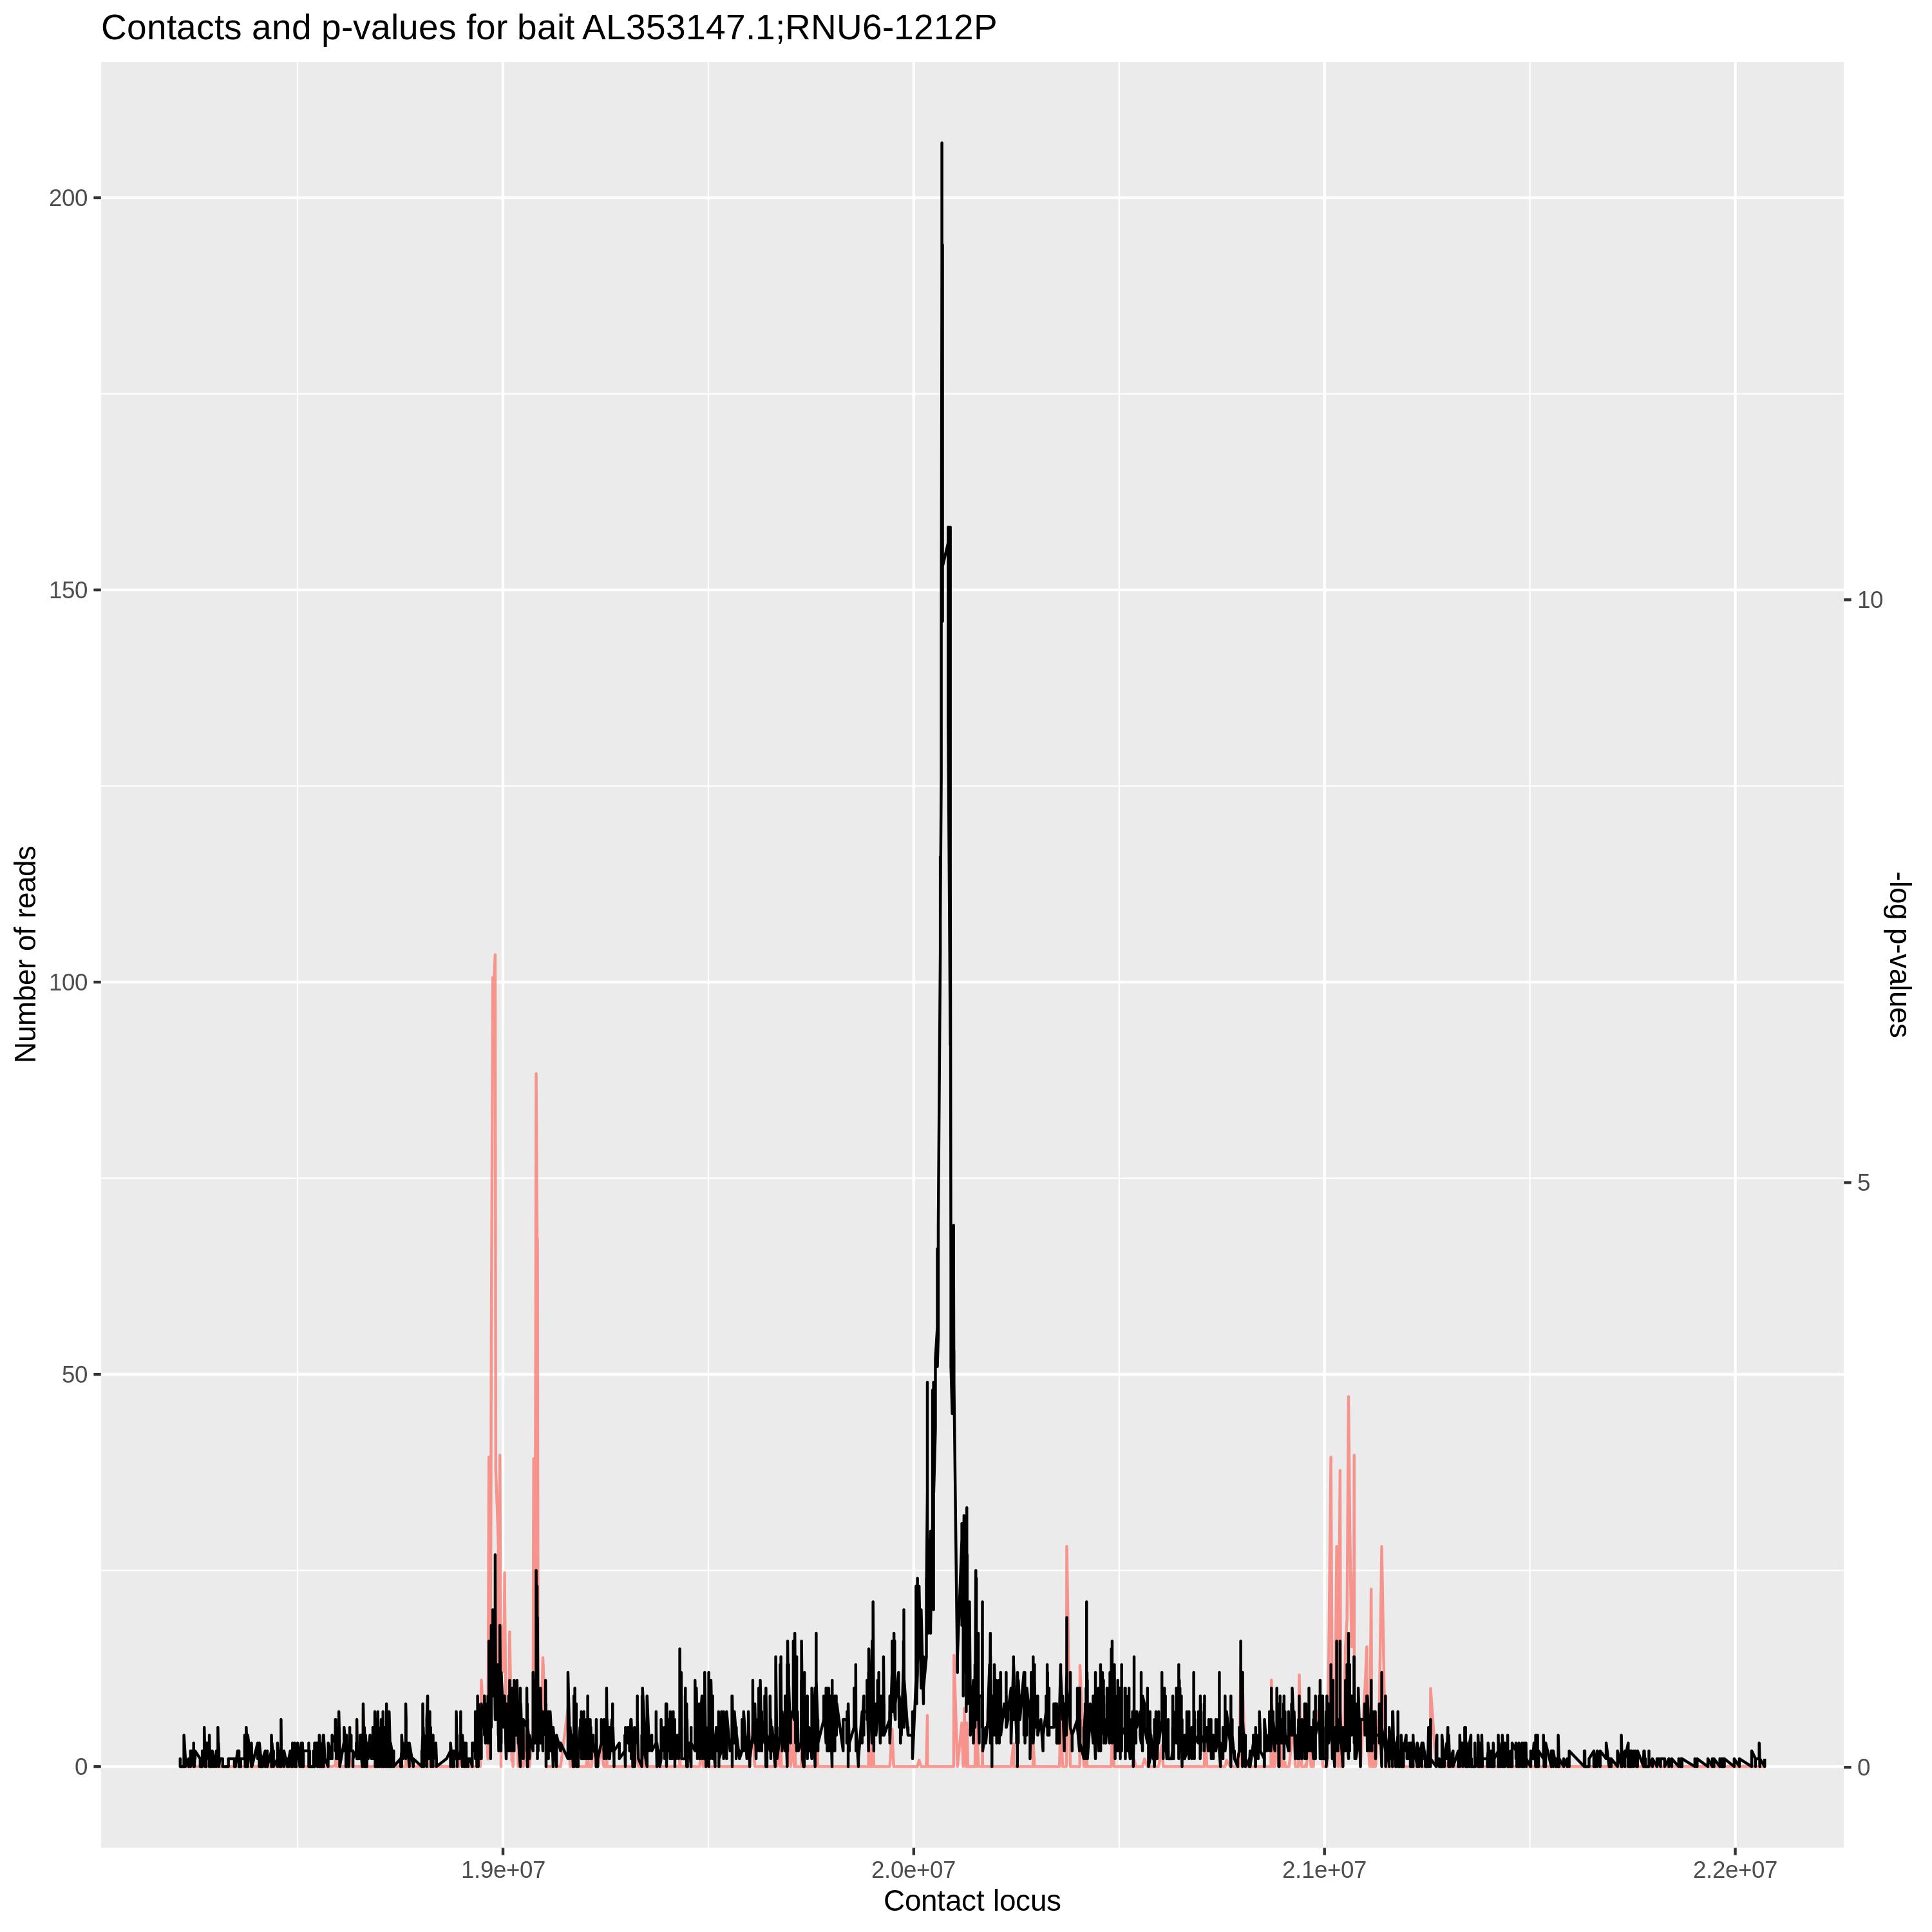 Contacts and p-values for bait AL353147.1;RNU6-1212P
200
150
100
50
0
Number of reads
10
5
0
-log p-values
1.9e+07
2.0e+07
2.1e+07
2.2e+07
Contact locus